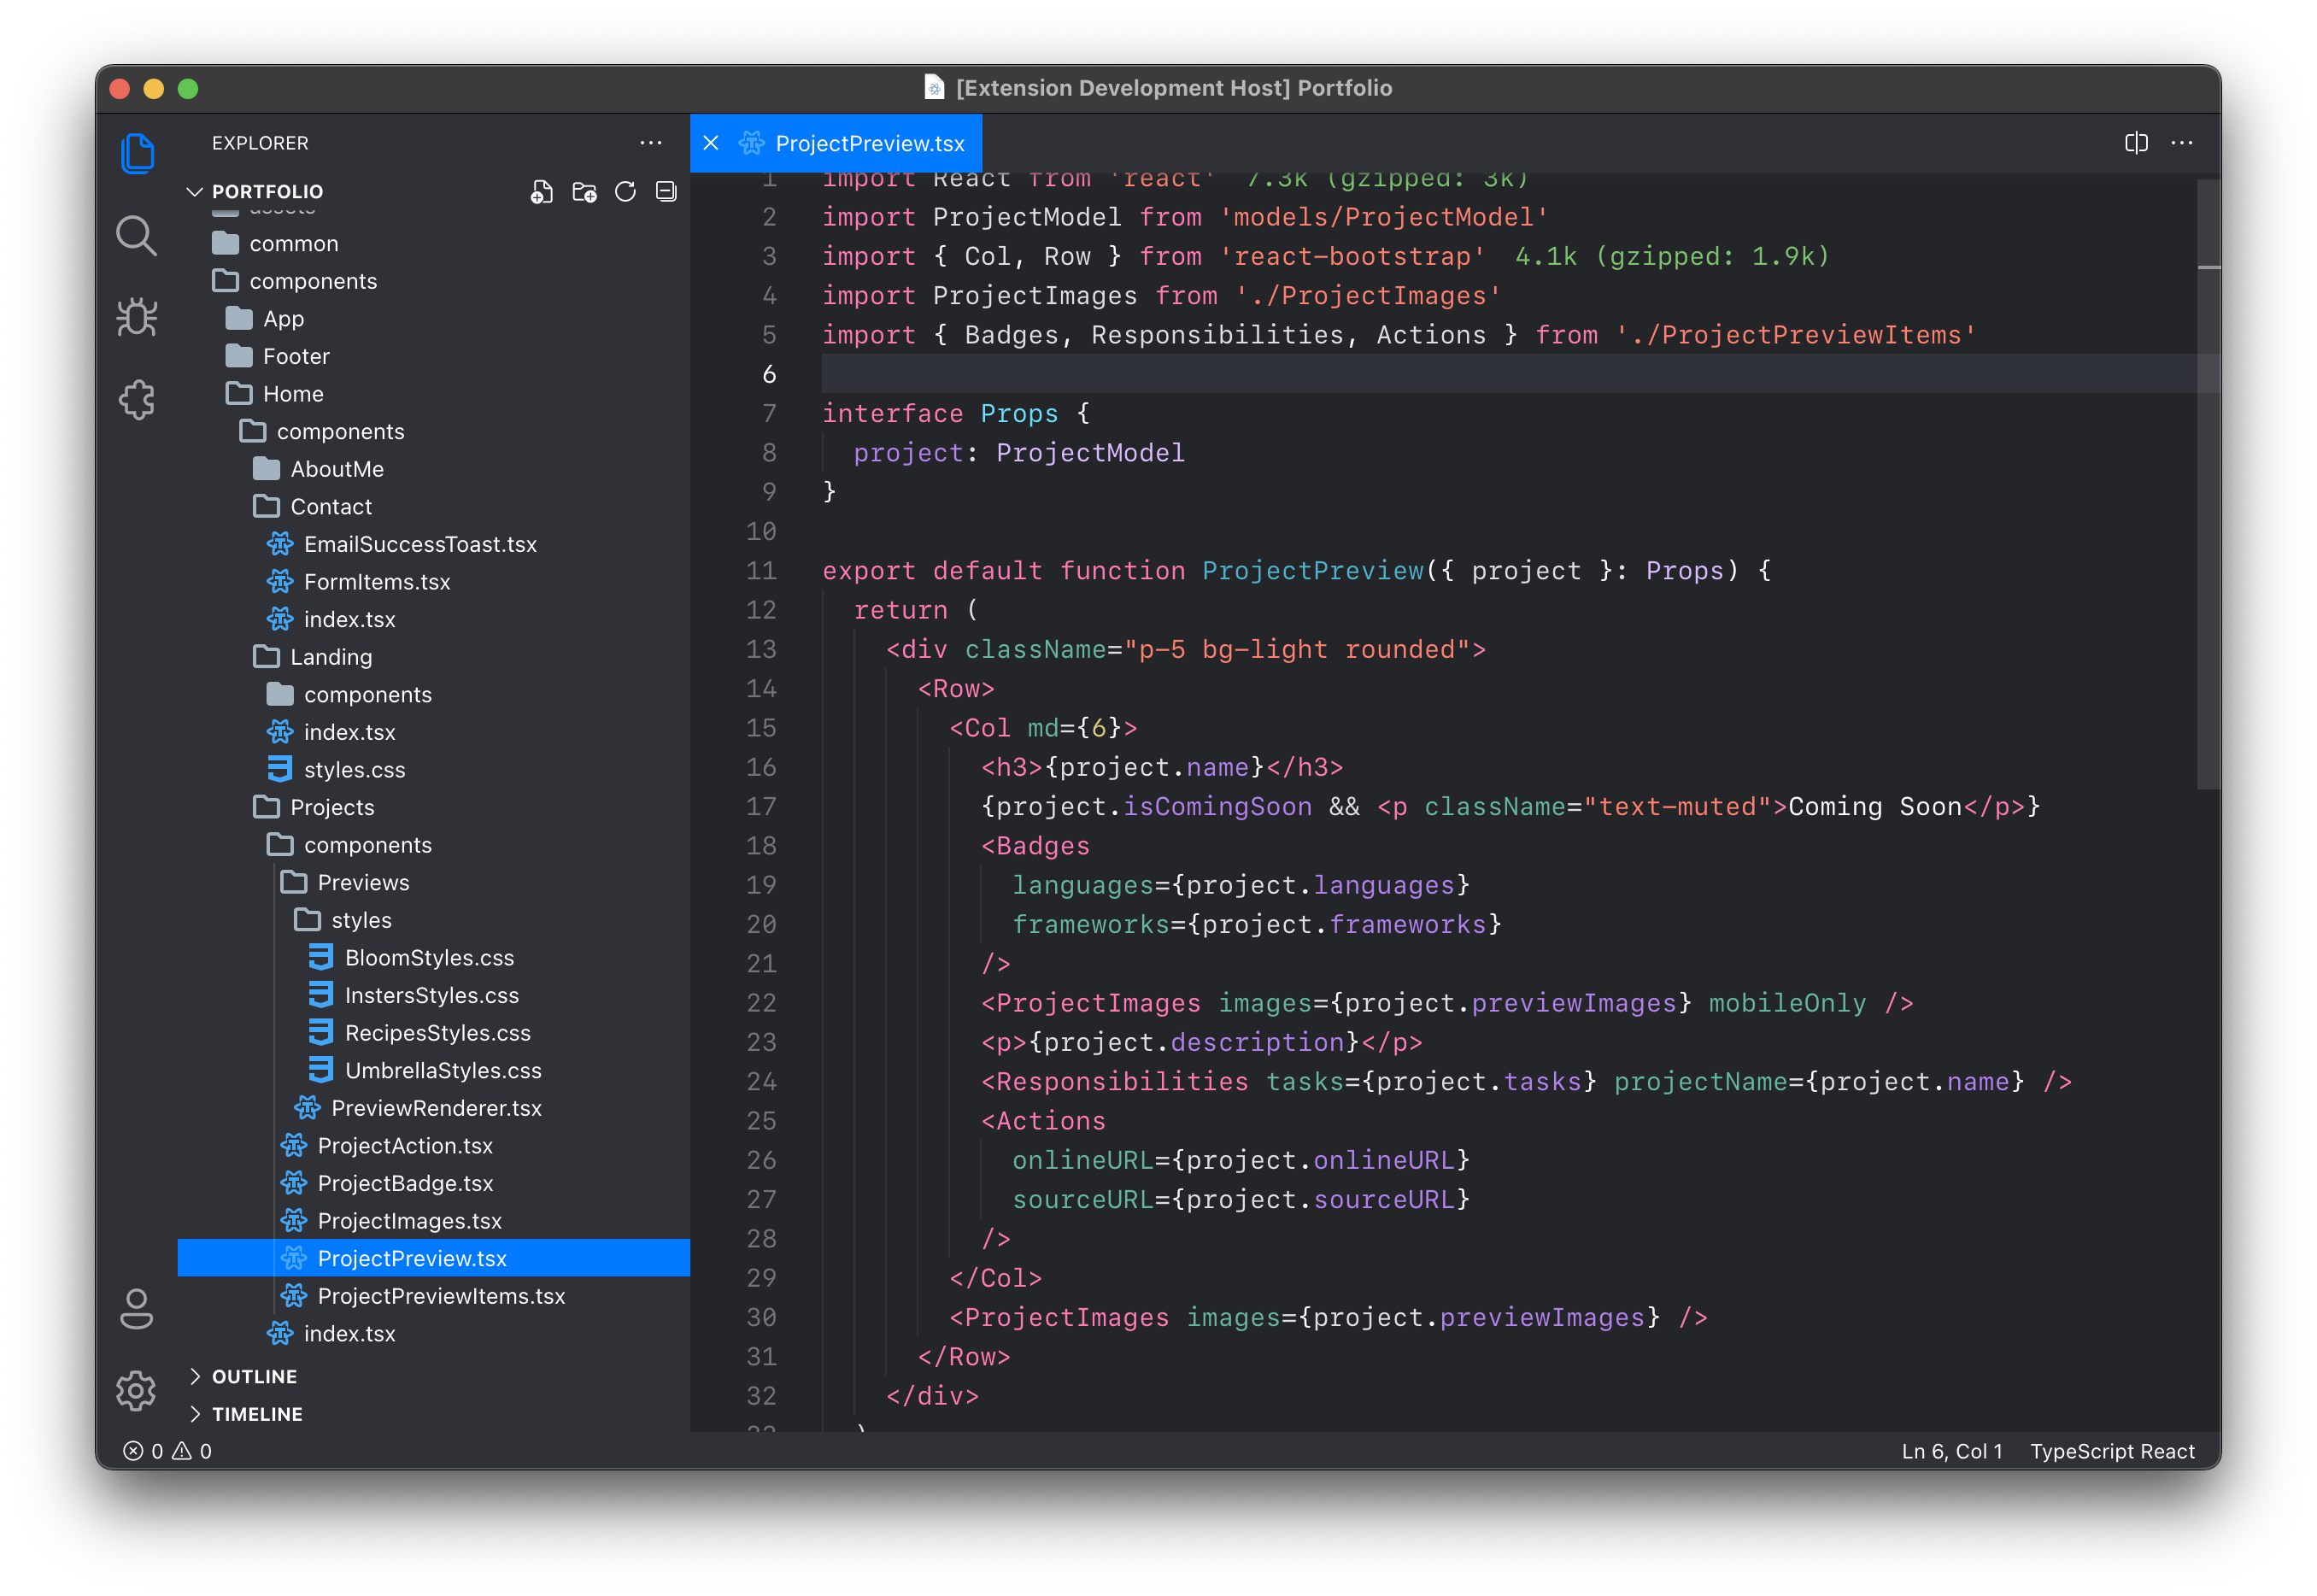 [Extension Development Host] Portfolio
EXPLORER
PORTFOLIO
assets
common
components
App
Footer
Home
components
AboutMe
Contact
EmailSuccessToast.tsx
FormItems.tsx
index.tsx
Landing
components
index.tsx
styles.css
Projects
components
Previews
styles
BloomStyles.css
InstersStyles.css
RecipesStyles.css
UmbrellaStyles.css
PreviewRenderer.tsx
ProjectAction.tsx
ProjectBadge.tsx
ProjectImages.tsx
ProjectPreview.tsx
ProjectPreviewItems.tsx
index.tsx
OUTLINE
TIMELINE
ProjectPreview.tsx
1 import React from 'react' 7.3k (gzipped: 3k)
2 import ProjectModel from 'models/ProjectModel'
3 import { Col, Row } from 'react-bootstrap' 4.1k (gzipped: 1.9k)
4 import ProjectImages from './ProjectImages'
5 import { Badges, Responsibilities, Actions } from './ProjectPreviewItems'
6
7 interface Props {
8   project: ProjectModel
9 }
10
11 export default function ProjectPreview({ project }: Props) {
12   return (
13     <div className="p-5 bg-light rounded">
14       <Row>
15         <Col md={6}>
16           <h3>{project.name}</h3>
17           {project.isComingSoon && <p className="text-muted">Coming Soon</p>}
18           <Badges
19             languages={project.languages}
20             frameworks={project.frameworks}
21           />
22           <ProjectImages images={project.previewImages} mobileOnly />
23           <p>{project.description}</p>
24           <Responsibilities tasks={project.tasks} projectName={project.name} />
25           <Actions
26             onlineURL={project.onlineURL}
27             sourceURL={project.sourceURL}
28           />
29         </Col>
30         <ProjectImages images={project.previewImages} />
31       </Row>
32     </div>
33   )
0 0
Ln 6, Col 1 TypeScript React